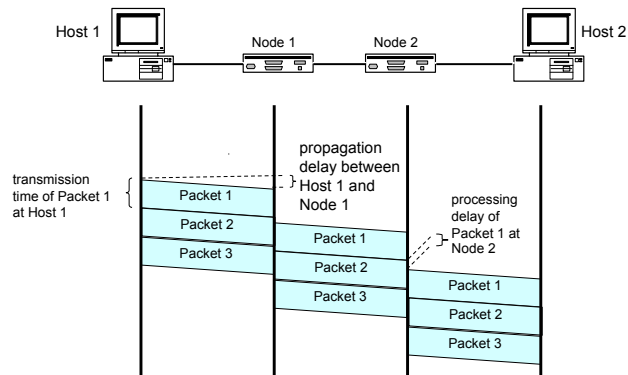 Host 1
Node 1
Node 2
Host 2
transmission
time of Packet 1
at Host 1
propagation
delay between
Host 1 and
Node 1
processing
delay of
Packet 1 at
Node 2
Packet 1
Packet 2
Packet 3
Packet 1
Packet 2
Packet 3
Packet 1
Packet 2
Packet 3